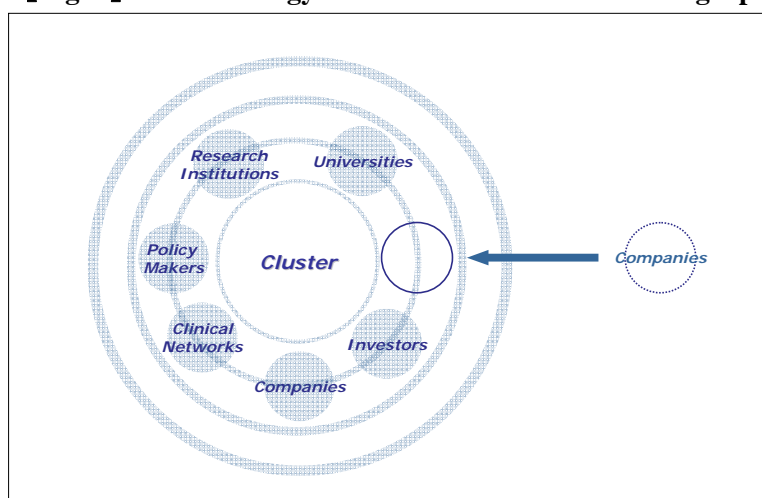 Research
Institutions
Universities
Policy
Makers
Cluster
Companies
Clinical
Networks
Investors
Companies